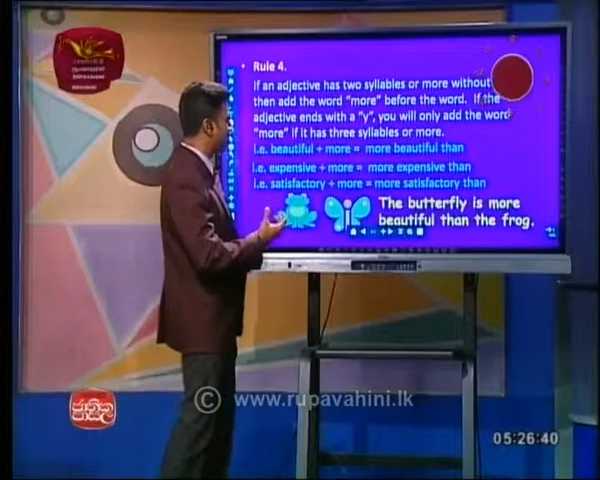 Rule 4.
If an adjective has two syllables or more without
then add the word "more" before the word. If the
adjective ends with a "y", you will only add the word
"more" if it has three syllables or more.
i.e. beautiful + more = more beautiful than
i.e. expensive + more = more expensive than
i.e. satisfactory + more = more satisfactory than
The butterfly is more
beautiful than the frog.
© www.rupavahini.lk
05:26:40